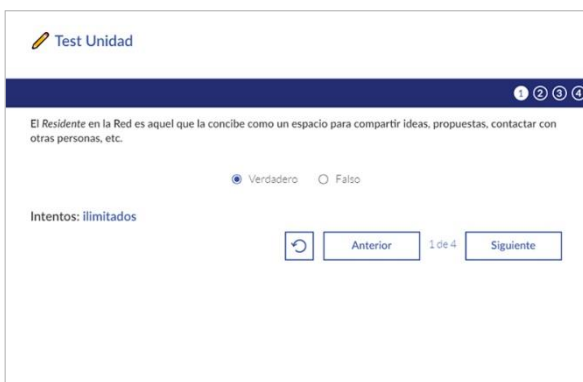 Test Unidad
1 2 3 4
El Residente en la Red es aquel que la concibe como un espacio para compartir ideas, propuestas, contactar con
otras personas, etc.
Verdadero Falso
Intentos: ilimitados
Anterior 1 de 4 Siguiente